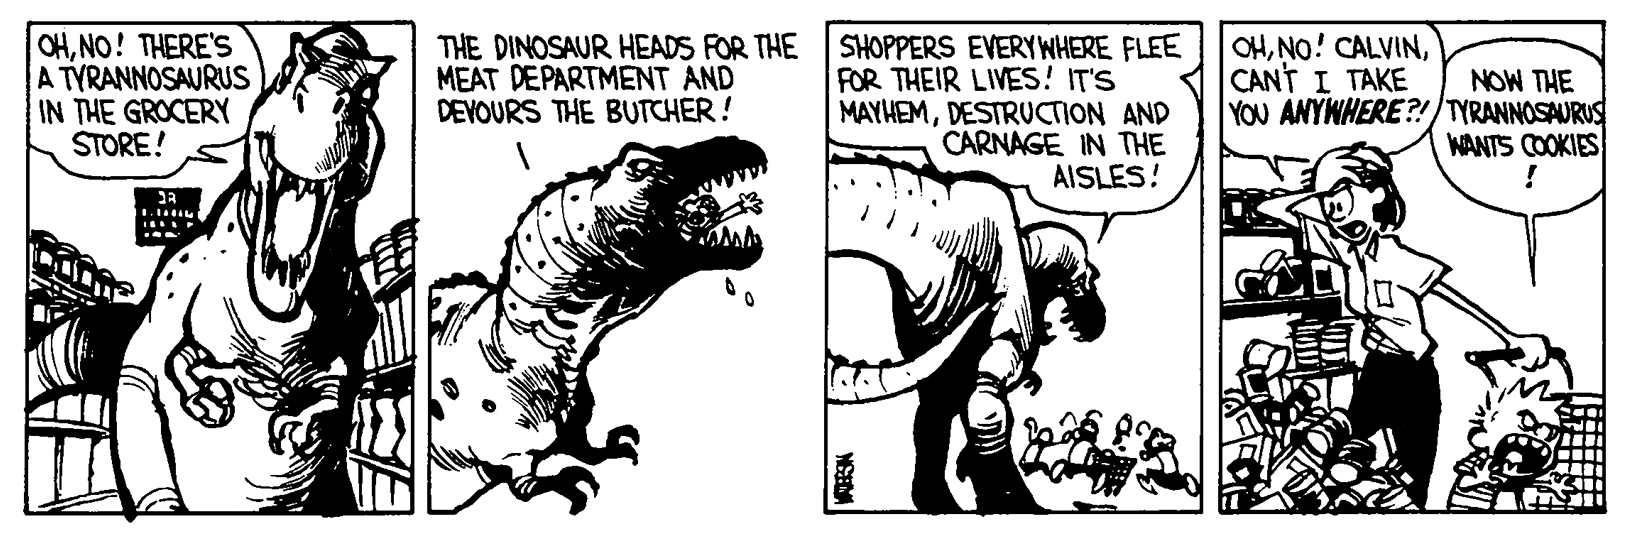 OH, NO! THERE'S
A TYRANNOSAURUS
IN THE GROCERY
STORE!
THE DINOSAUR HEADS FOR THE
MEAT DEPARTMENT AND
DEVOURS THE BUTCHER!
SHOPPERS EVERYWHERE FLEE
FOR THEIR LIVES! IT'S
MAYHEM, DESTRUCTION AND
CARNAGE IN THE
AISLES!
WATTERSON
OH, NO! CALVIN,
CAN'T I TAKE
YOU ANYWHERE?!
NOW THE
TYRANNOSAURUS
WANTS COOKIES
!